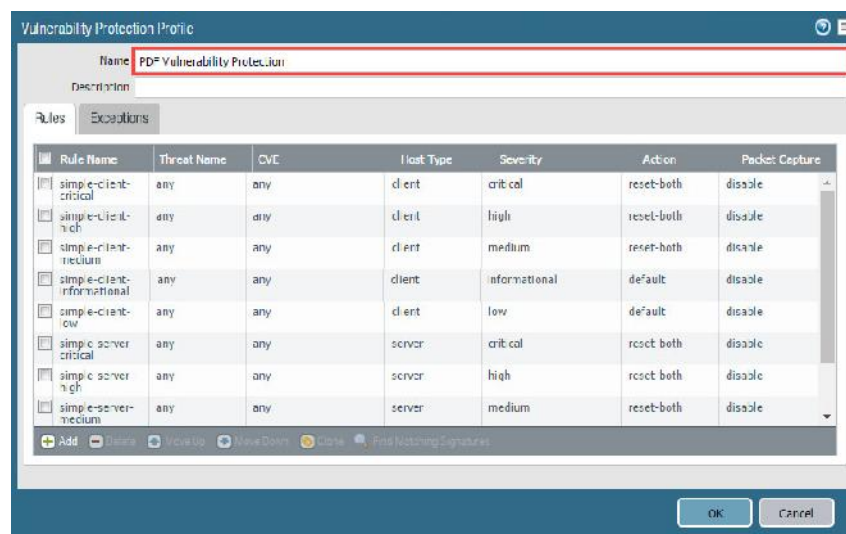 Vulnerability Protection Profile
Name PDF Vulnerability Protection
Description
Rules Exceptions
Rule Name Threat Name CVE Host Type Severity Action Packet Capture
simple-client-critical any any client critical reset-both disable
simple-client-high any any client high reset-both disable
simple-client-medium any any client medium reset-both disable
simple-client-informational any any client informational default disable
simple-client-low any any client low default disable
simple-server-critical any any server critical reset-both disable
simple-server-high any any server high reset-both disable
simple-server-medium any any server medium reset-both disable
Add Delete Move Up Move Down Clone Find Matching Signatures
OK Cancel